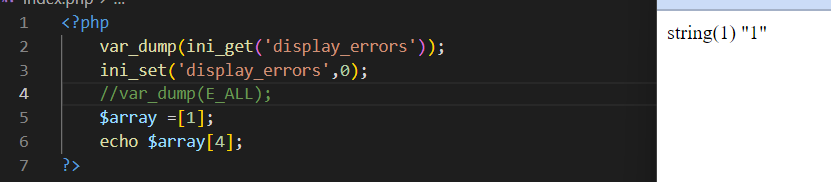 index.php > ...
1 <?php
2 var_dump(ini_get('display_errors'));
3 ini_set('display_errors',0);
4 //var_dump(E_ALL);
5 $array =[1];
6 echo $array[4];
7 ?>
string(1) "1"